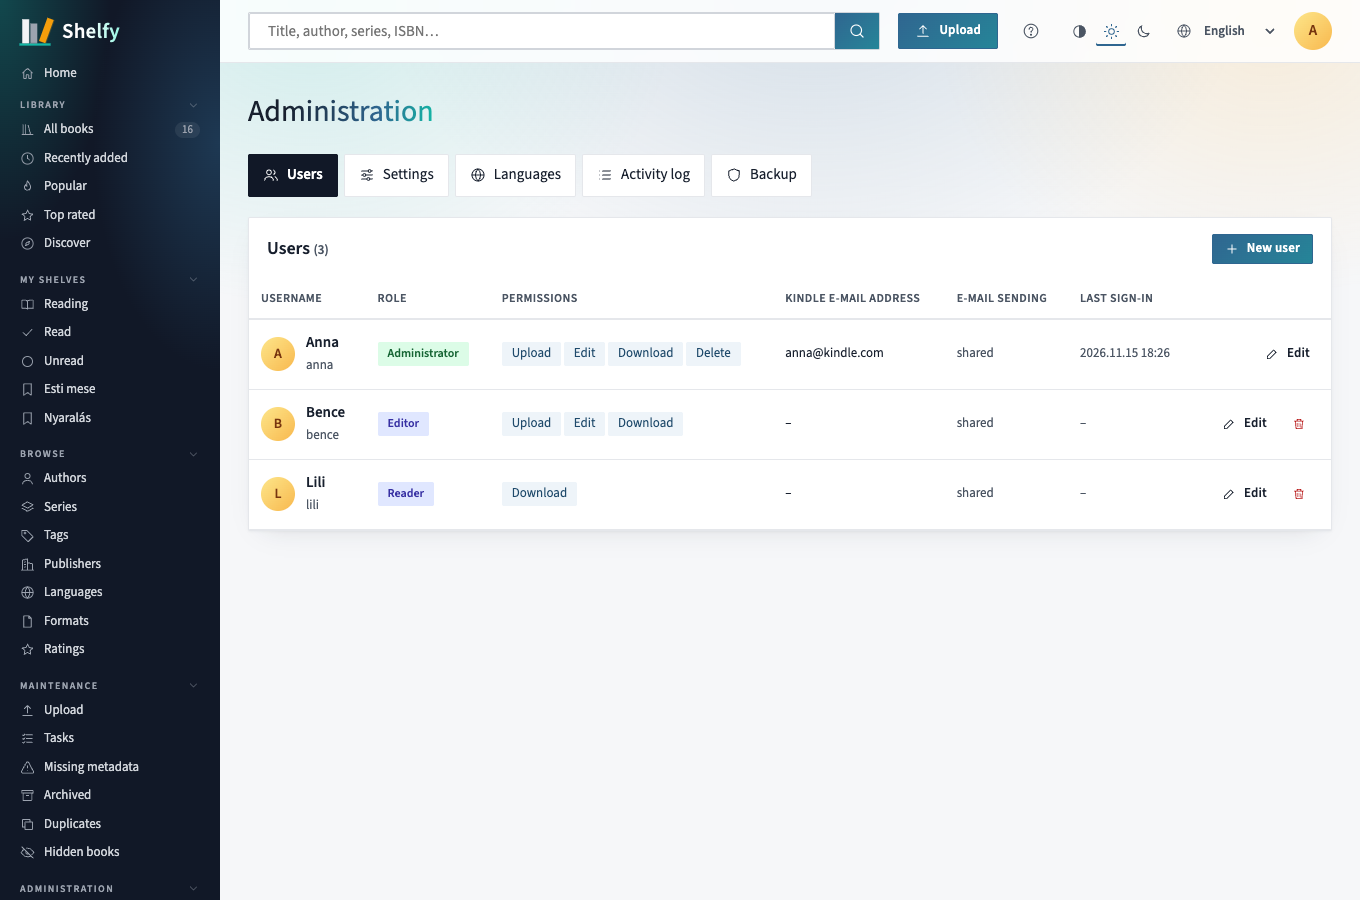 Shelfy
Home
LIBRARY
All books 16
Recently added
Popular
Top rated
Discover
MY SHELVES
Reading
Read
Unread
Esti mese
Nyaralás
BROWSE
Authors
Series
Tags
Publishers
Languages
Formats
Ratings
MAINTENANCE
Upload
Tasks
Missing metadata
Archived
Duplicates
Hidden books
ADMINISTRATION
Title, author, series, ISBN…
Upload
English
A
Administration
Users Settings Languages Activity log Backup
Users (3)
New user
USERNAME ROLE PERMISSIONS KINDLE E-MAIL ADDRESS E-MAIL SENDING LAST SIGN-IN
A Anna anna Administrator Upload Edit Download Delete anna@kindle.com shared 2026.11.15 18:26 Edit
B Bence bence Editor Upload Edit Download – shared – Edit
L Lili lili Reader Download – shared – Edit